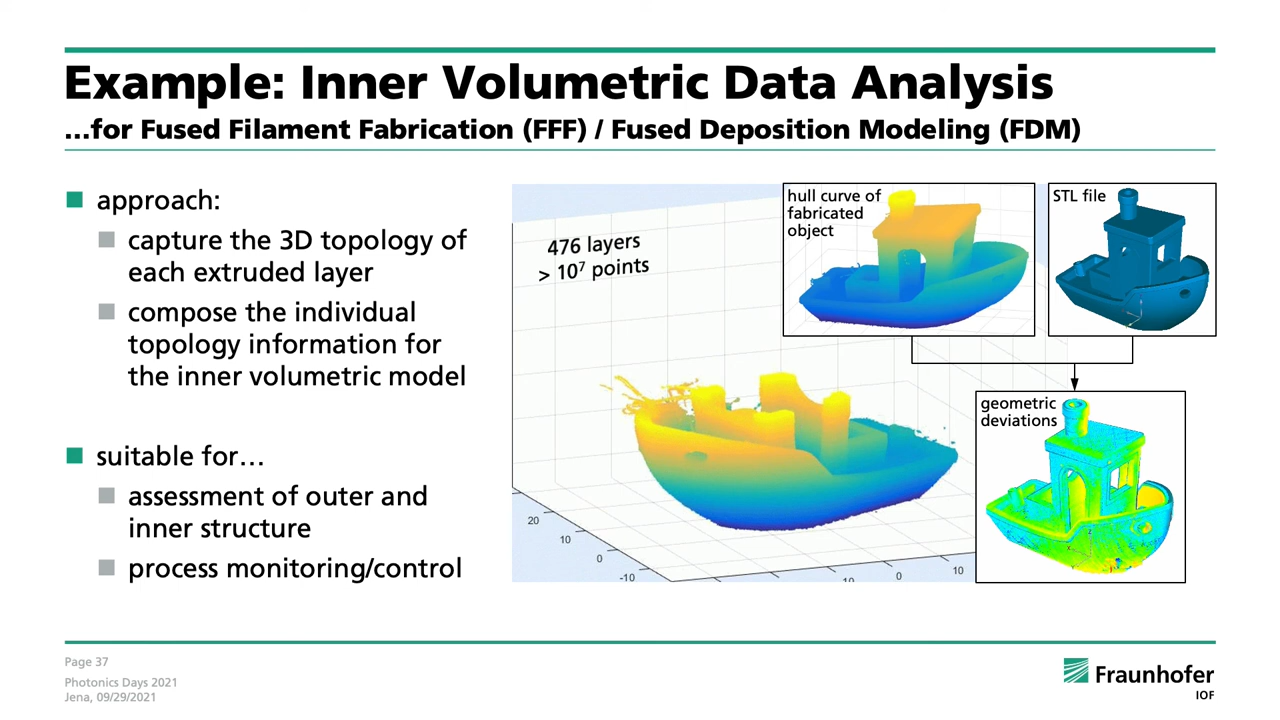 Example: Inner Volumetric Data Analysis
...for Fused Filament Fabrication (FFF) / Fused Deposition Modeling (FDM)
approach:
capture the 3D topology of
each extruded layer
compose the individual
topology information for
the inner volumetric model
suitable for...
assessment of outer and
inner structure
process monitoring/control
476 layers
> 10⁷ points
hull curve of
fabricated
object
STL file
geometric
deviations
20
10
0
-10
10
0
10
Page 37
Photonics Days 2021
Jena, 09/29/2021
Fraunhofer
IOF